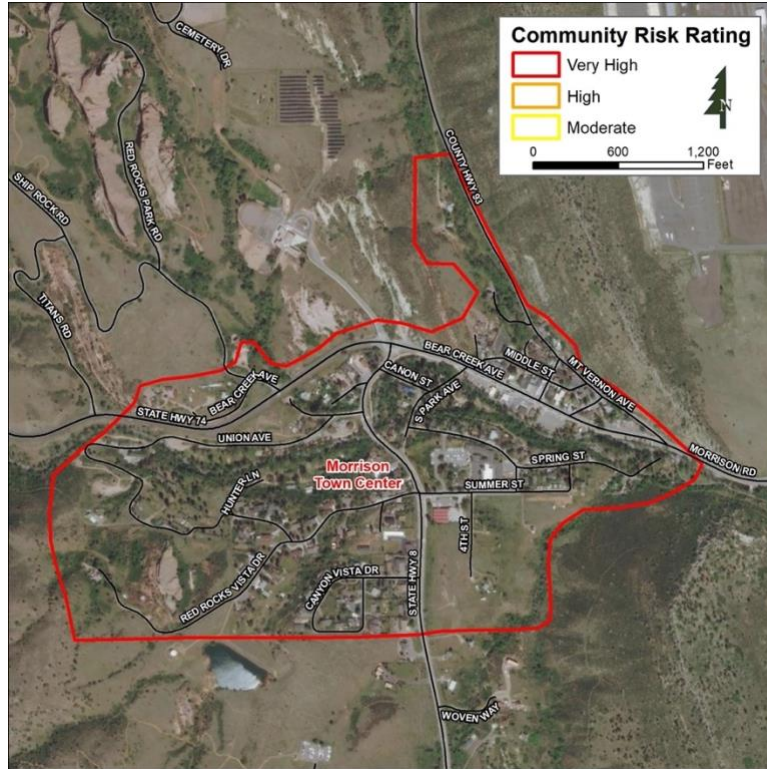 Community Risk Rating
Very High
High
Moderate
N
0 600 1,200
Feet
CEMETERY DR
RED ROCKS PARK RD
COUNTY HWY 93
SHIP ROCK RD
TITANS RD
BEAR CREEK AVE
MIDDLE ST
MT VERNON AVE
CANON ST
S PARK AVE
BEAR CREEK AVE
STATE HWY 74
UNION AVE
MORRISON RD
SPRING ST
Morrison
Town Center
HUNTER LN
SUMMER ST
4TH ST
STATE HWY 8
CANYON VISTA DR
RED ROCKS VISTA DR
WOVEN WAY